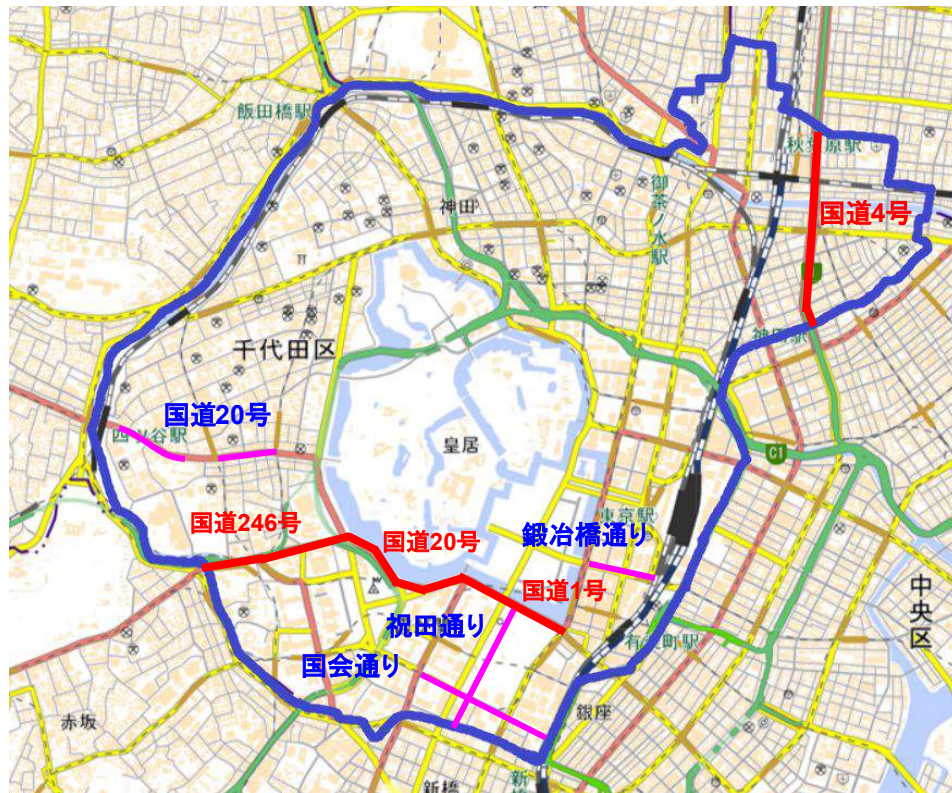 飯田橋駅
秋葉原駅
御茶ノ水駅
国道4号
神田
神田駅
千代田区
国道20号
四ツ谷駅
皇居
C1
東京駅
鍛冶橋通り
国道246号
国道20号
国道1号
中央区
祝田通り
有楽町駅
国会通り
銀座
赤坂
新橋